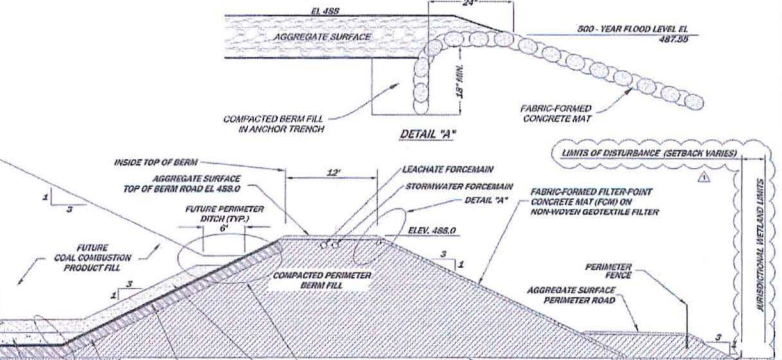 24"
EL 488
AGGREGATE SURFACE
500 - YEAR FLOOD LEVEL EL
487.55
18" MIN.
COMPACTED BERM FILL
IN ANCHOR TRENCH
FABRIC-FORMED
CONCRETE MAT
DETAIL "A"
LIMITS OF DISTURBANCE (SETBACK VARIES)
1
INSIDE TOP OF BERM
12'
LEACHATE FORCEMAIN
AGGREGATE SURFACE
TOP OF BERM ROAD EL 488.0
STORMWATER FORCEMAIN
DETAIL "A"
FABRIC-FORMED FILTER-POINT
CONCRETE MAT (FCM) ON
NON-WOVEN GEOTEXTILE FILTER
1
3
FUTURE PERIMETER
DITCH (TYP.)
6'
ELEV. 488.0
JURISDICTIONAL WETLAND LIMITS
FUTURE
COAL COMBUSTION
PRODUCT FILL
3
1
COMPACTED PERIMETER
BERM FILL
PERIMETER
FENCE
3
1
AGGREGATE SURFACE
PERIMETER ROAD
3
1